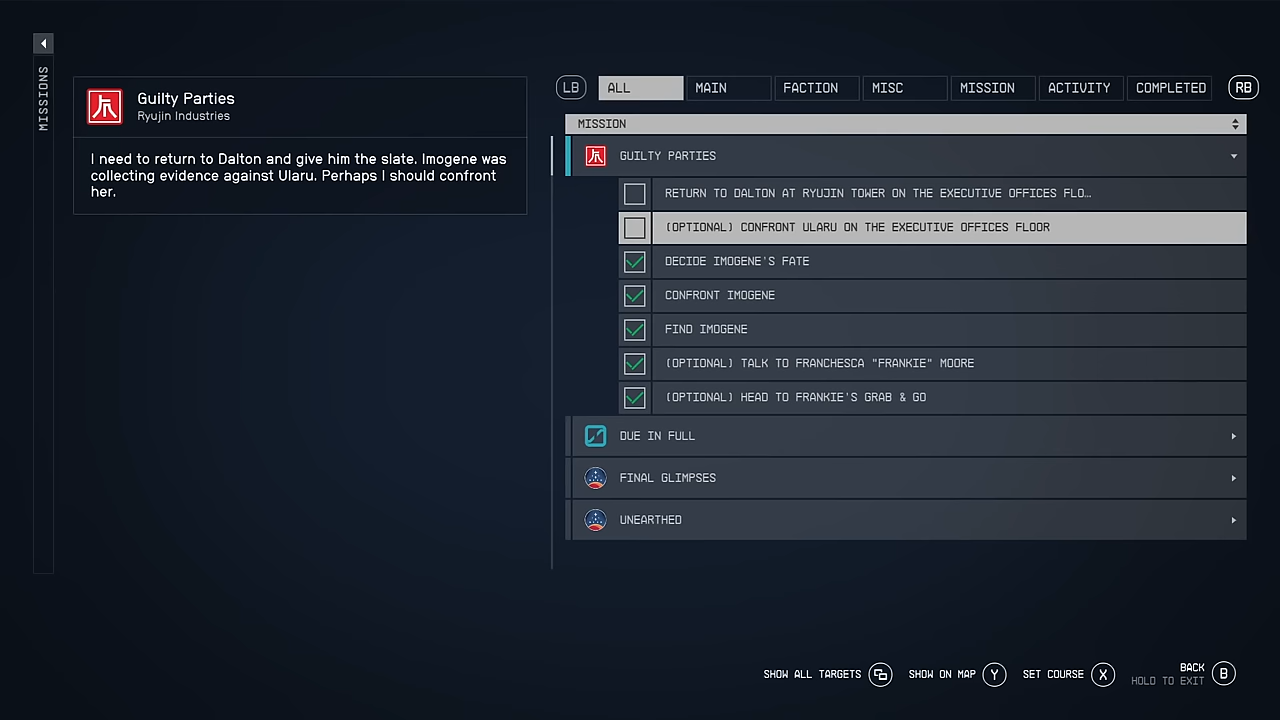 MISSIONS
Guilty Parties
Ryujin Industries
I need to return to Dalton and give him the slate. Imogene was
collecting evidence against Ularu. Perhaps I should confront
her.
LB
ALL
MAIN
FACTION
MISC
MISSION
ACTIVITY
COMPLETED
RB
MISSION
GUILTY PARTIES
RETURN TO DALTON AT RYUJIN TOWER ON THE EXECUTIVE OFFICES FLO…
(OPTIONAL) CONFRONT ULARU ON THE EXECUTIVE OFFICES FLOOR
DECIDE IMOGENE'S FATE
CONFRONT IMOGENE
FIND IMOGENE
(OPTIONAL) TALK TO FRANCHESCA "FRANKIE" MOORE
(OPTIONAL) HEAD TO FRANKIE'S GRAB & GO
DUE IN FULL
FINAL GLIMPSES
UNEARTHED
SHOW ALL TARGETS
SHOW ON MAP Y
SET COURSE X
BACK B
HOLD TO EXIT